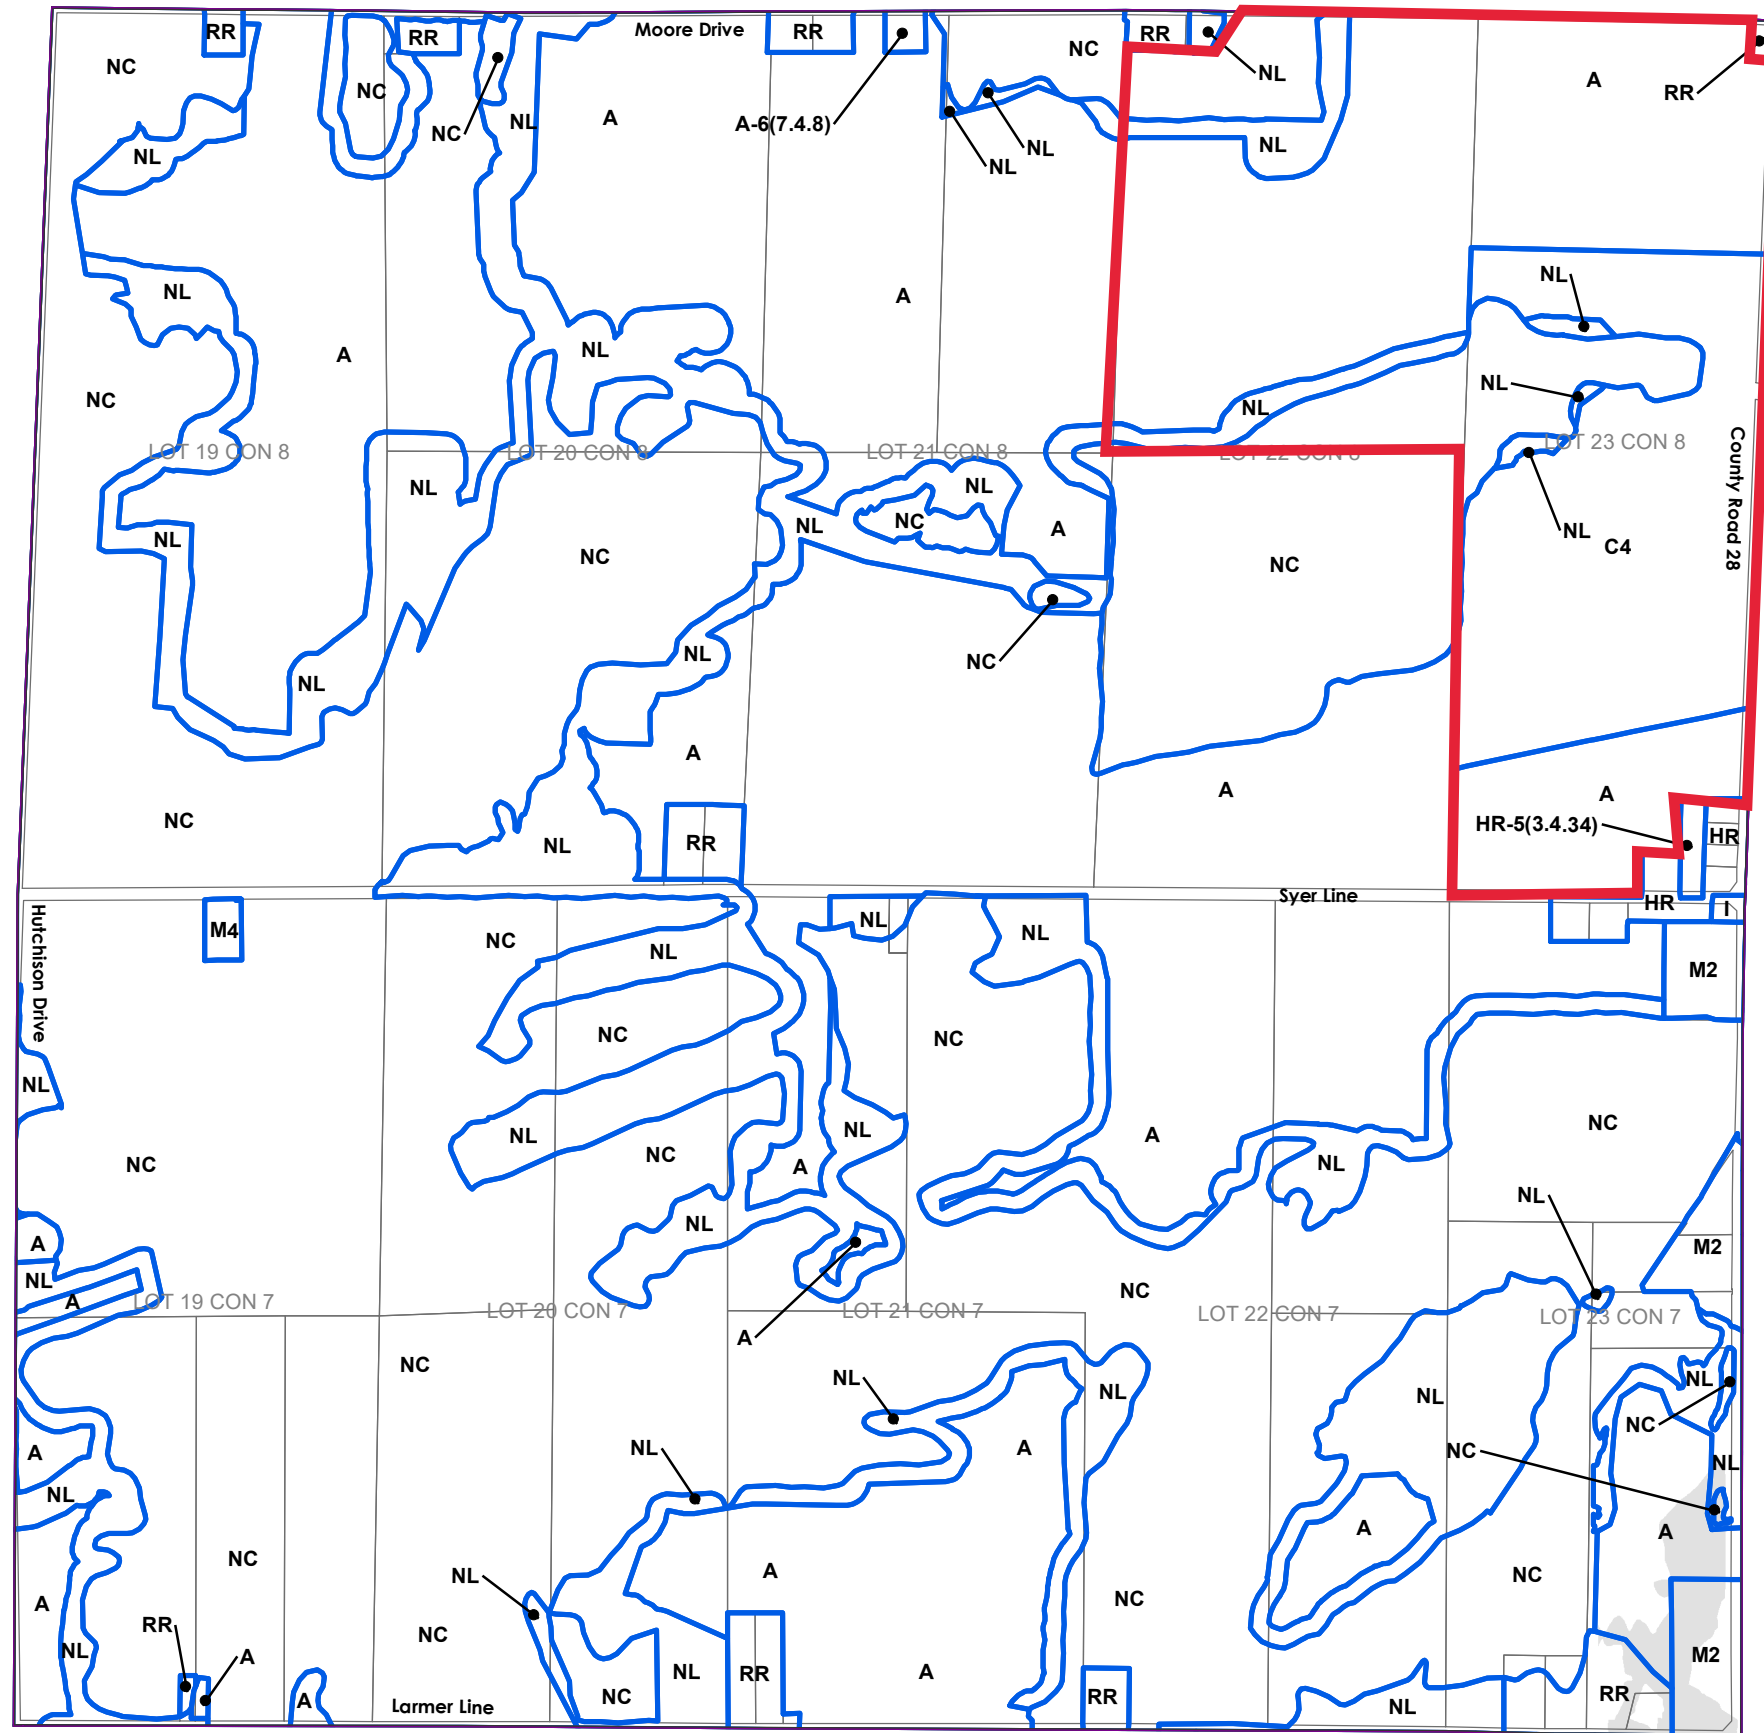 RR
RR
Moore Drive
RR
RR
NC
NC
NC
NC
NL
A
A-6(7.4.8)
NL
NL
NL
NL
A
RR
NL
NL
NL
NL
A
A
NL
NL
NC
NL
NL
LOT 19 CON 8
LOT 20 CON 8
LOT 21 CON 8
LOT 22 CON 8
LOT 23 CON 8
County Road 28
NL
NL
NC
NL
A
NL
NL
C4
NC
NC
NL
NL
NC
A
NC
NL
RR
A
A
HR-5(3.4.34)
HR
Syer Line
HR
I
Hutchison Drive
M4
NC
NL
NL
NL
M2
NC
NC
NL
NC
NL
NC
NL
A
A
NL
NC
NC
NL
NL
A
NL
A
M2
NC
LOT 19 CON 7
LOT 20 CON 7
LOT 21 CON 7
LOT 22 CON 7
LOT 23 CON 7
A
NC
NL
NL
NL
NL
NC
A
NL
A
NC
NL
NL
A
A
NC
NL
A
NC
NC
A
RR
NL
A
A
NC
NL
NC
RR
A
RR
NL
RR
M2
Larmer Line